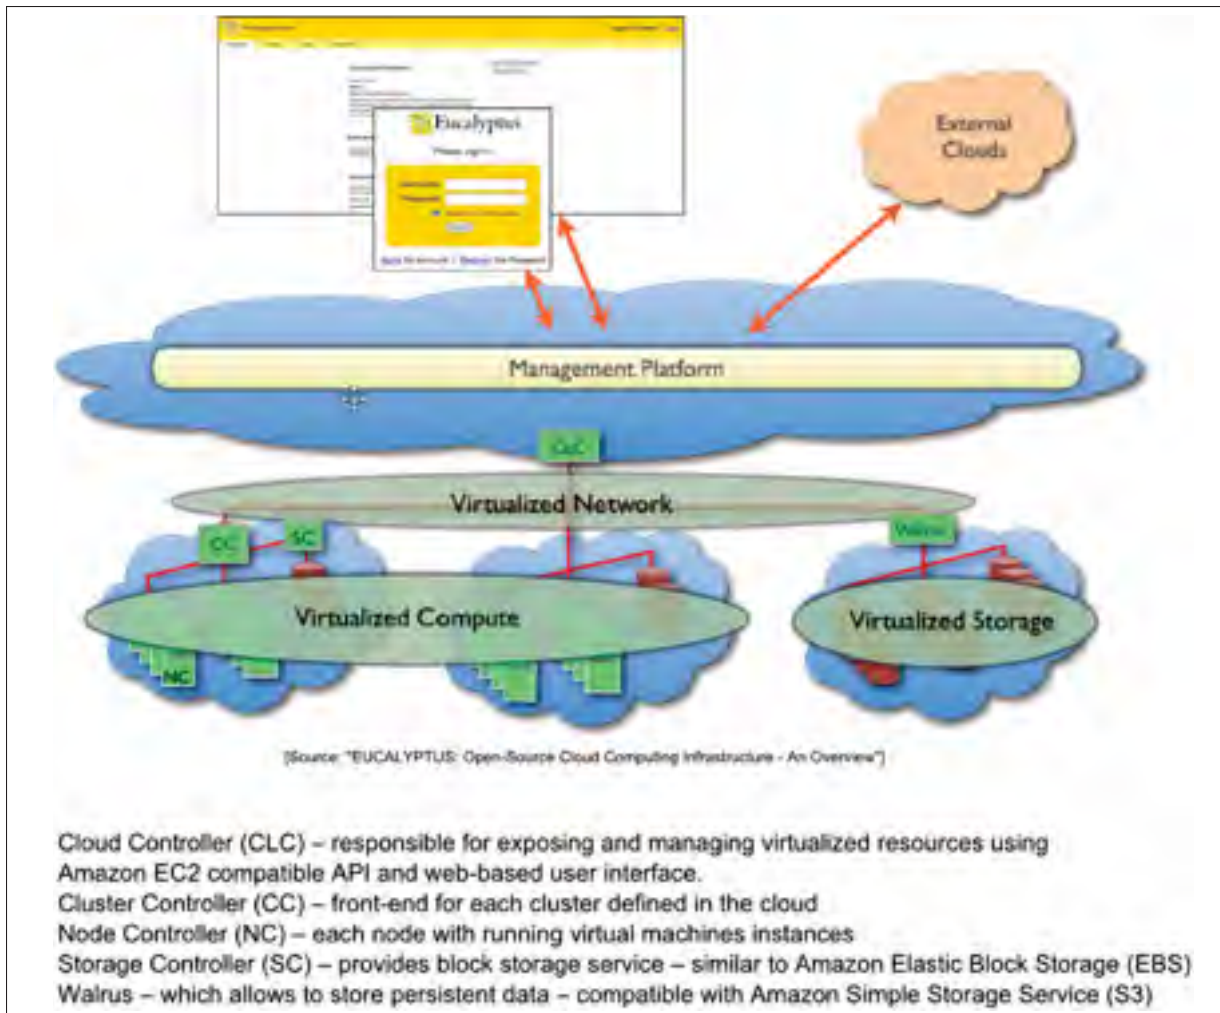 Eucalyptus
External
Clouds
Management Platform
CLC
Virtualized Network
CC
SC
Walrus
Virtualized Compute
Virtualized Storage
NC
[Source: "EUCALYPTUS: Open-Source Cloud Computing Infrastructure - An Overview"]
Cloud Controller (CLC) – responsible for exposing and managing virtualized resources using
Amazon EC2 compatible API and web-based user interface.
Cluster Controller (CC) – front-end for each cluster defined in the cloud
Node Controller (NC) – each node with running virtual machines instances
Storage Controller (SC) – provides block storage service – similar to Amazon Elastic Block Storage (EBS)
Walrus – which allows to store persistent data – compatible with Amazon Simple Storage Service (S3)